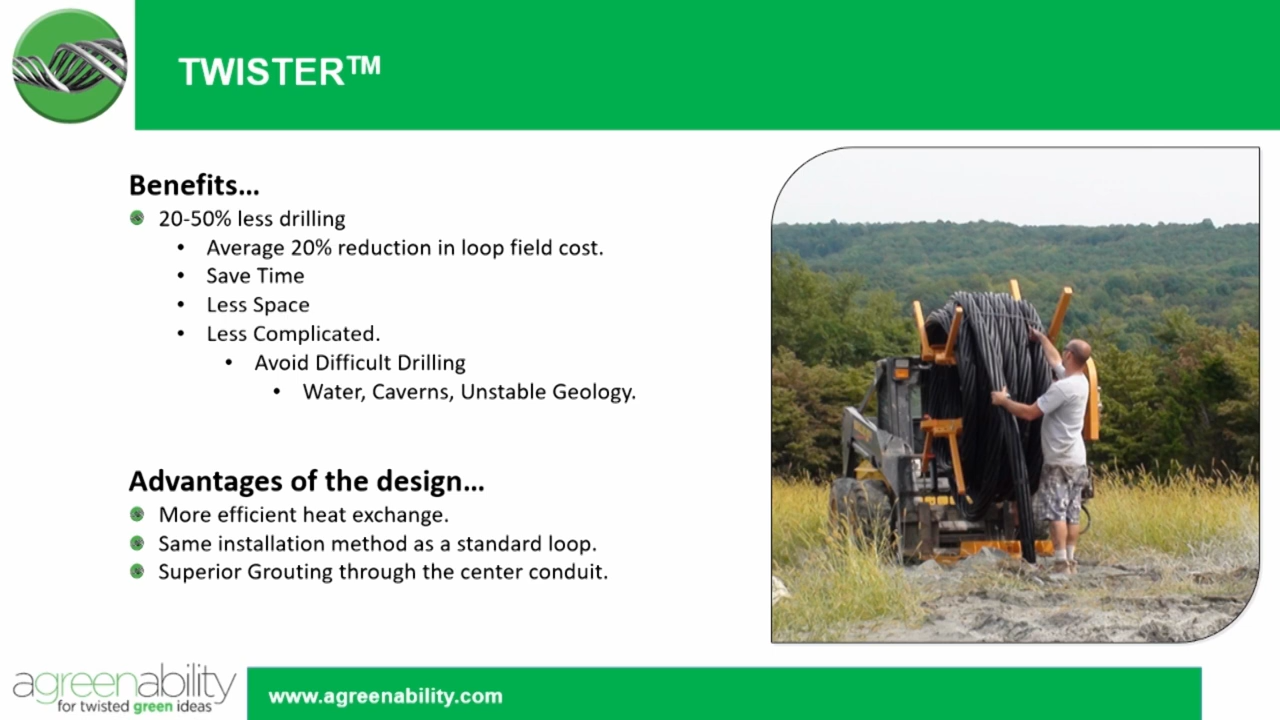 TWISTER™
Benefits...
20-50% less drilling
Average 20% reduction in loop field cost.
Save Time
Less Space
Less Complicated.
Avoid Difficult Drilling
Water, Caverns, Unstable Geology.
Advantages of the design...
More efficient heat exchange.
Same installation method as a standard loop.
Superior Grouting through the center conduit.
agreenability
for twisted green ideas
www.agreenability.com